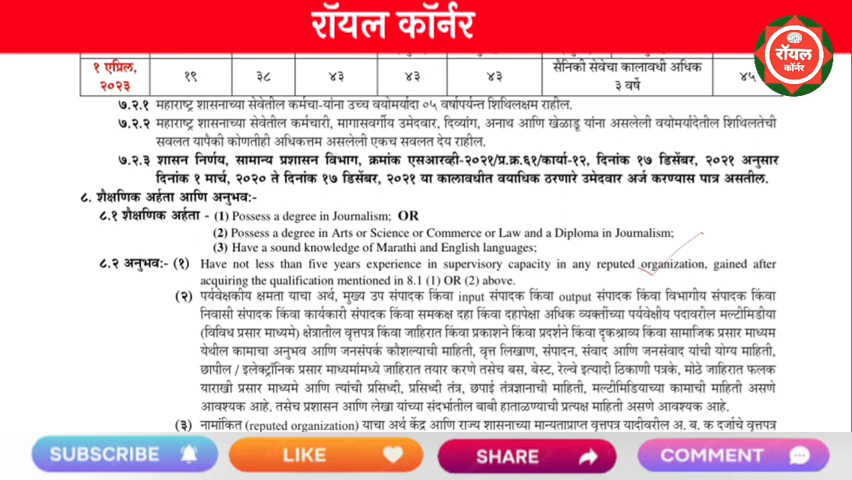 रॉयल कॉर्नर
रॉयल
कॉर्नर
१ एप्रिल, २०२३ १९ ३८ ४३ ४३ ४३ सैनिकी सेवेचा कालावधी अधिक ३ वर्षे ४५
७.२.१ महाराष्ट्र शासनाच्या सेवेतील कर्मचा-यांना उच्च वयोमर्यादा ०५ वर्षापर्यन्त शिथिलक्षम राहील.
७.२.२ महाराष्ट्र शासनाच्या सेवेतील कर्मचारी, मागासवर्गीय उमेदवार, दिव्यांग, अनाथ आणि खेळाडू यांना असलेली वयोमर्यादेतील शिथिलतेची
सवलत यापैकी कोणतीही अधिकत्तम असलेली एकच सवलत देय राहील.
७.२.३ शासन निर्णय, सामान्य प्रशासन विभाग, क्रमांक एसआरव्ही-२०२१/प्र.क्र.६१/कार्या-१२, दिनांक १७ डिसेंबर, २०२१ अनुसार
दिनांक १ मार्च, २०२० ते दिनांक १७ डिसेंबर, २०२१ या कालावधीत वयाधिक ठरणारे उमेदवार अर्ज करण्यास पात्र असतील.
८. शैक्षणिक अर्हता आणि अनुभव:-
८.१ शैक्षणिक अर्हता - (1) Possess a degree in Journalism; OR
(2) Possess a degree in Arts or Science or Commerce or Law and a Diploma in Journalism;
(3) Have a sound knowledge of Marathi and English languages;
८.२ अनुभव:- (१) Have not less than five years experience in supervisory capacity in any reputed organization, gained after
acquiring the qualification mentioned in 8.1 (1) OR (2) above.
(२) पर्यवेक्षकीय क्षमता याचा अर्थ, मुख्य उप संपादक किंवा input संपादक किंवा output संपादक किंवा विभागीय संपादक किंवा
निवासी संपादक किंवा कार्यकारी संपादक किंवा समकक्ष दहा किंवा दहापेक्षा अधिक व्यक्तींच्या पर्यवेक्षीय पदावरील मल्टीमिडीया
(विविध प्रसार माध्यमे) क्षेत्रातील वृत्तपत्र किंवा जाहिरात किंवा प्रकाशने किंवा प्रदर्शने किंवा दृकश्राव्य किंवा सामाजिक प्रसार माध्यम
येथील कामाचा अनुभव आणि जनसंपर्क कौशल्याची माहिती, वृत्त लिखाण, संपादन, संवाद आणि जनसंवाद यांची योग्य माहिती,
छापील / इलेक्ट्रॉनिक प्रसार माध्यमांमध्ये जाहिरात तयार करणे तसेच बस, बेस्ट, रेल्वे इत्यादी ठिकाणी पत्रके, मोठे जाहिरात फलक
याराखी प्रसार माध्यमे आणि त्यांची प्रसिध्दी, प्रसिध्दी तंत्र, छपाई तंत्रज्ञानाची माहिती, मल्टीमिडियाच्या कामाची माहिती असणे
आवश्यक आहे. तसेच प्रशासन आणि लेखा यांच्या संदर्भातील बाबी हाताळण्याची प्रत्यक्ष माहिती असणे आवश्यक आहे.
(३) नामांकित (reputed organization) याचा अर्थ केंद्र आणि राज्य शासनाच्या मान्यताप्राप्त वृत्तपत्र यादीवरील अ. ब. क दर्जाचे वृत्तपत्र
SUBSCRIBE LIKE SHARE COMMENT